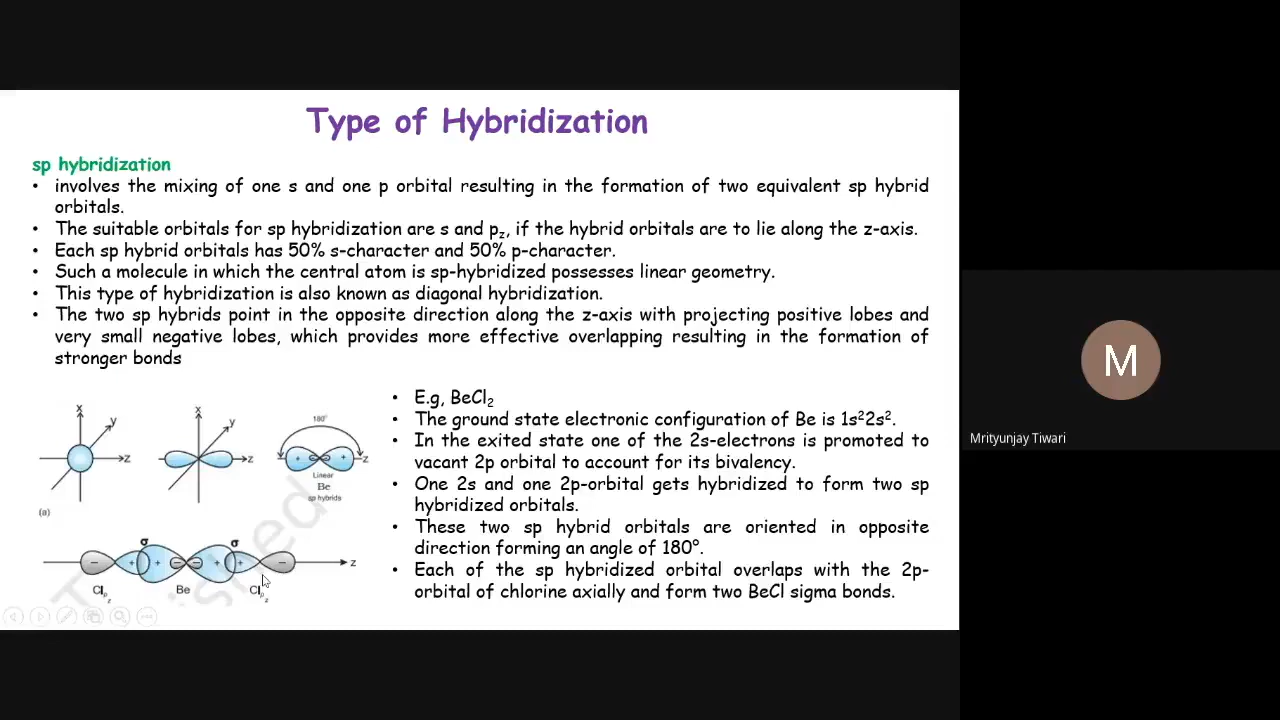 Type of Hybridization
sp hybridization
• involves the mixing of one s and one p orbital resulting in the formation of two equivalent sp hybrid
orbitals.
• The suitable orbitals for sp hybridization are s and pz, if the hybrid orbitals are to lie along the z-axis.
• Each sp hybrid orbitals has 50% s-character and 50% p-character.
• Such a molecule in which the central atom is sp-hybridized possesses linear geometry.
• This type of hybridization is also known as diagonal hybridization.
• The two sp hybrids point in the opposite direction along the z-axis with projecting positive lobes and
very small negative lobes, which provides more effective overlapping resulting in the formation of
stronger bonds
x
y
z
x
y
z
180°
+ +
z
Linear
Be
sp hybrids
(a)
σ σ
− + + − − + + − z
Clpz Be Clpz
• E.g, BeCl₂
• The ground state electronic configuration of Be is 1s²2s².
• In the exited state one of the 2s-electrons is promoted to
vacant 2p orbital to account for its bivalency.
• One 2s and one 2p-orbital gets hybridized to form two sp
hybridized orbitals.
• These two sp hybrid orbitals are oriented in opposite
direction forming an angle of 180°.
• Each of the sp hybridized orbital overlaps with the 2p-
orbital of chlorine axially and form two BeCl sigma bonds.
M
Mrityunjay Tiwari